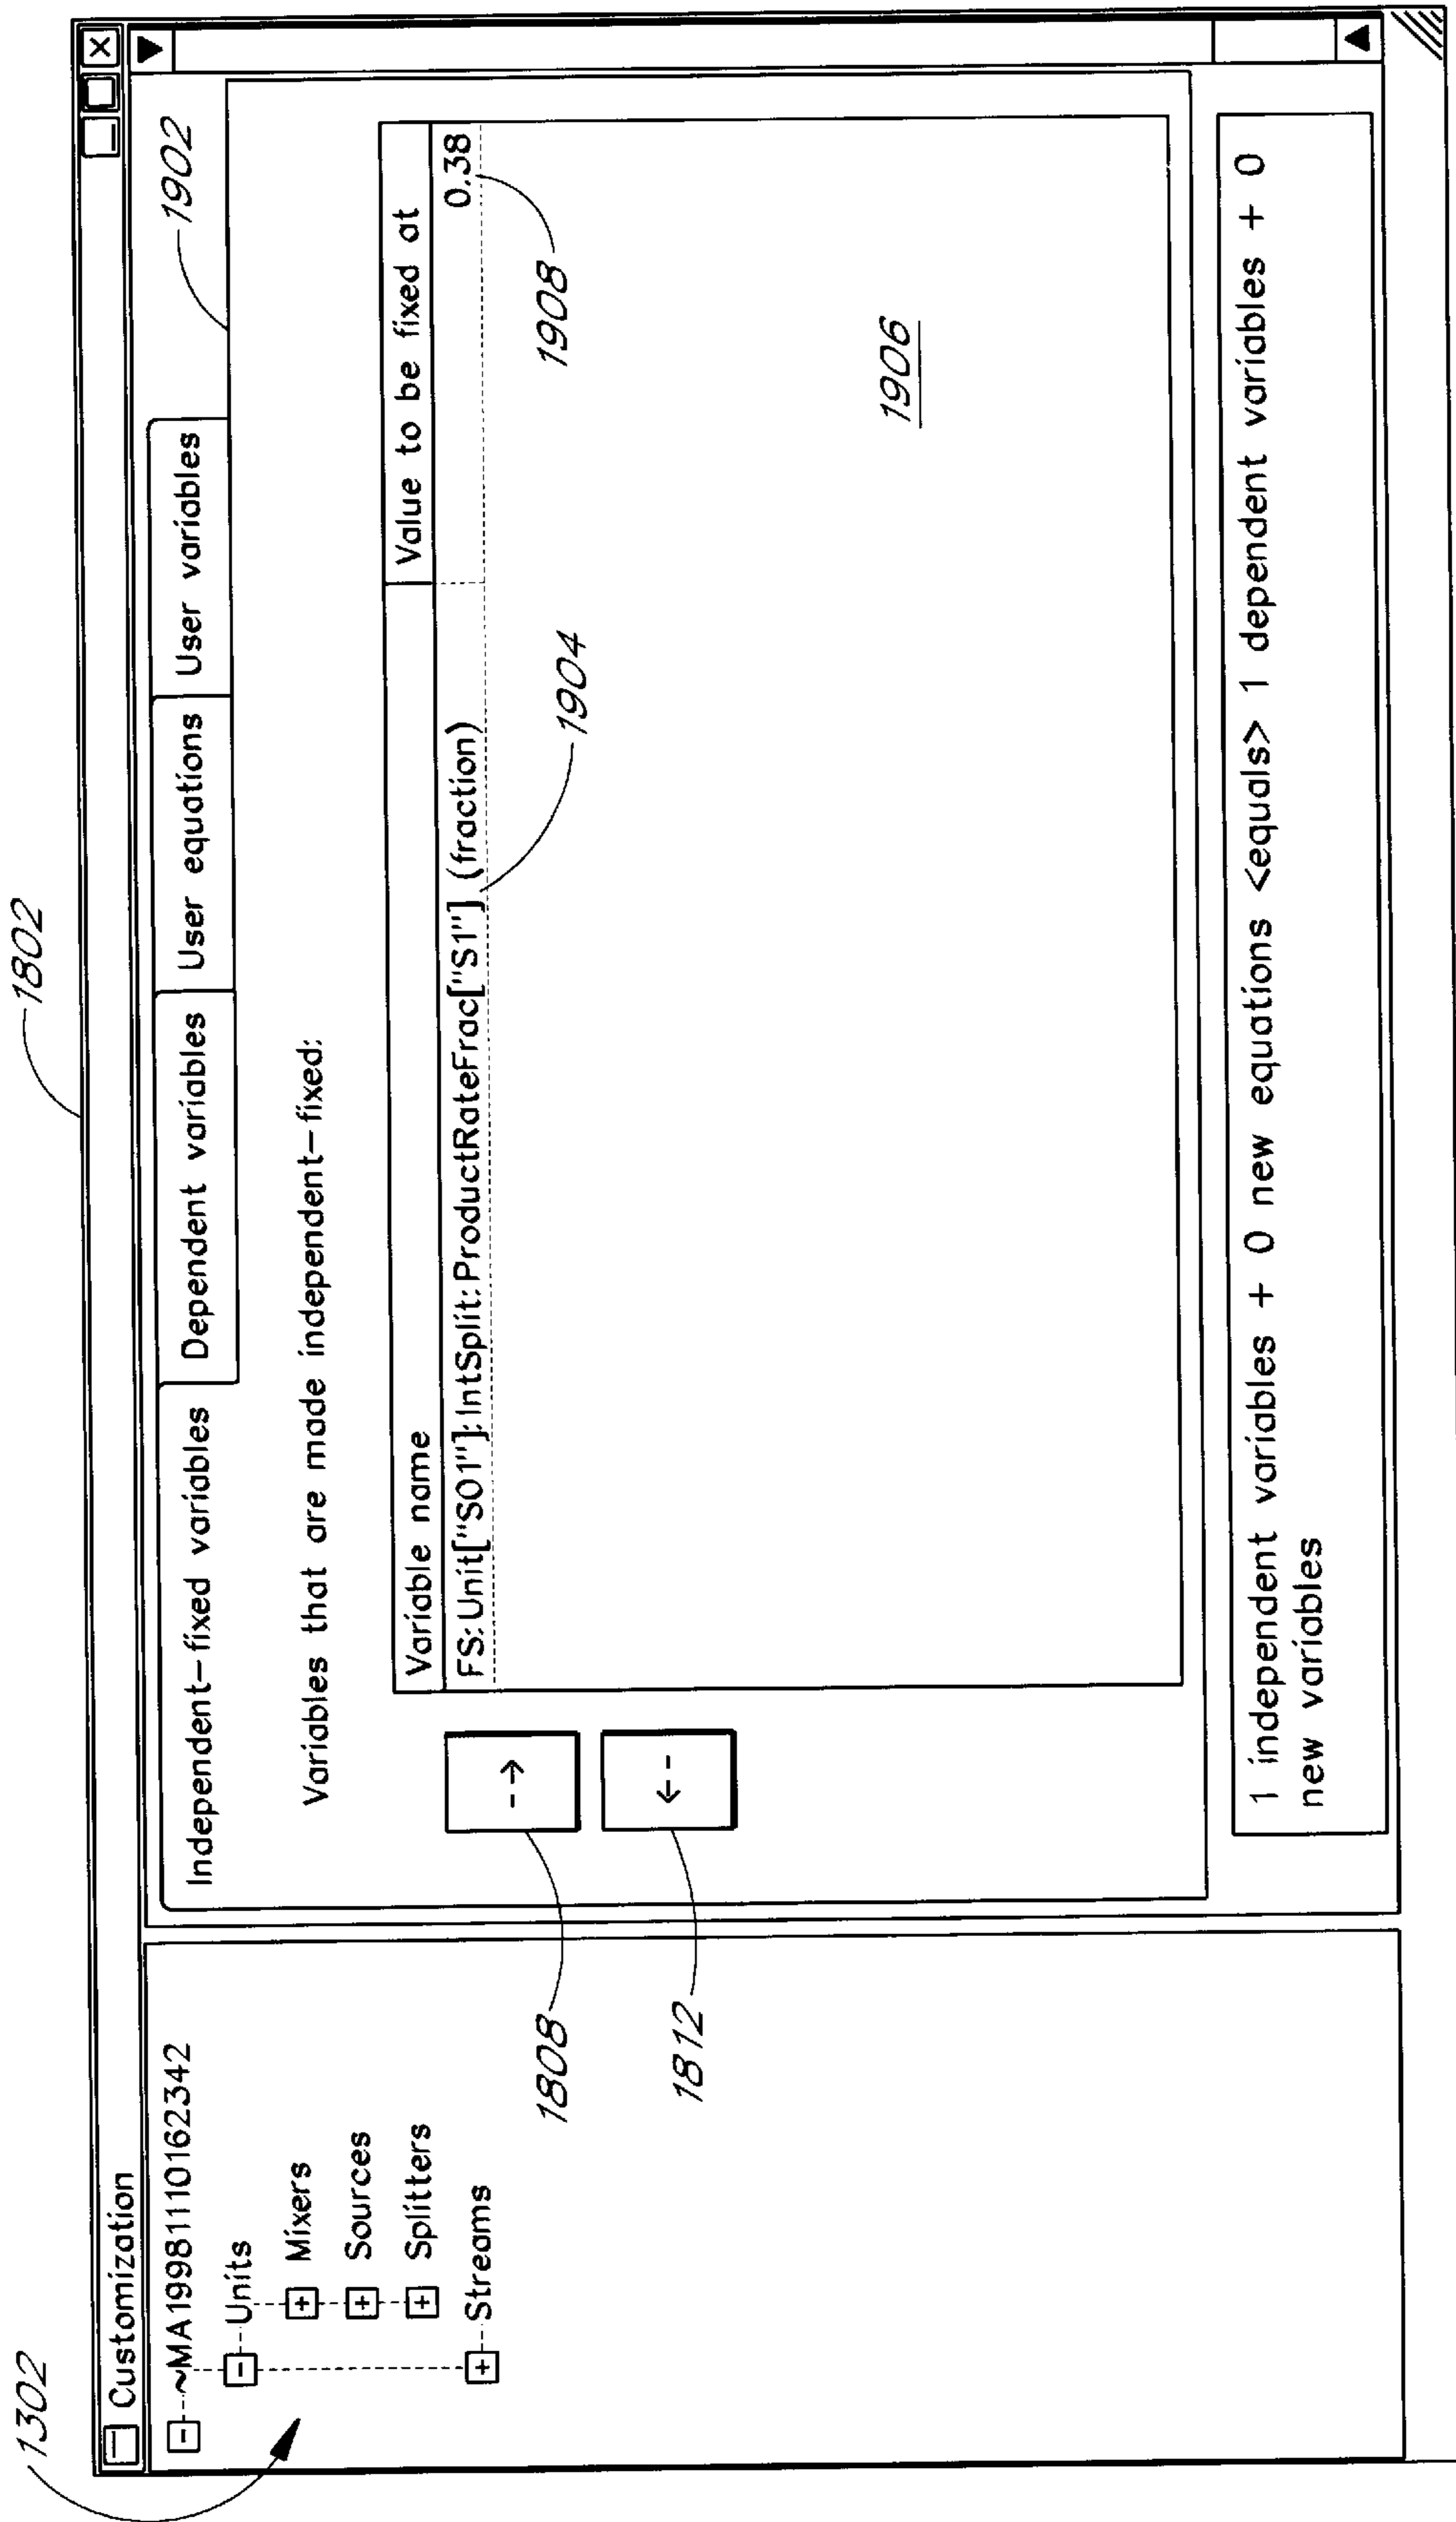 1802
1302
Customization
~MA19981110162342
Units
Mixers
Sources
Splitters
Streams
Independent-fixed variables
Dependent variables
User equations
User variables
1902
Variables that are made independent-fixed:
Variable name
Value to be fixed at
FS:Unit["S01"]:IntSplit:ProductRateFrac["S1"] (fraction)
0.38
-->
<--
1808
1812
1904
1908
1906
1 independent variables + 0 new equations <equals> 1 dependent variables + 0
new variables